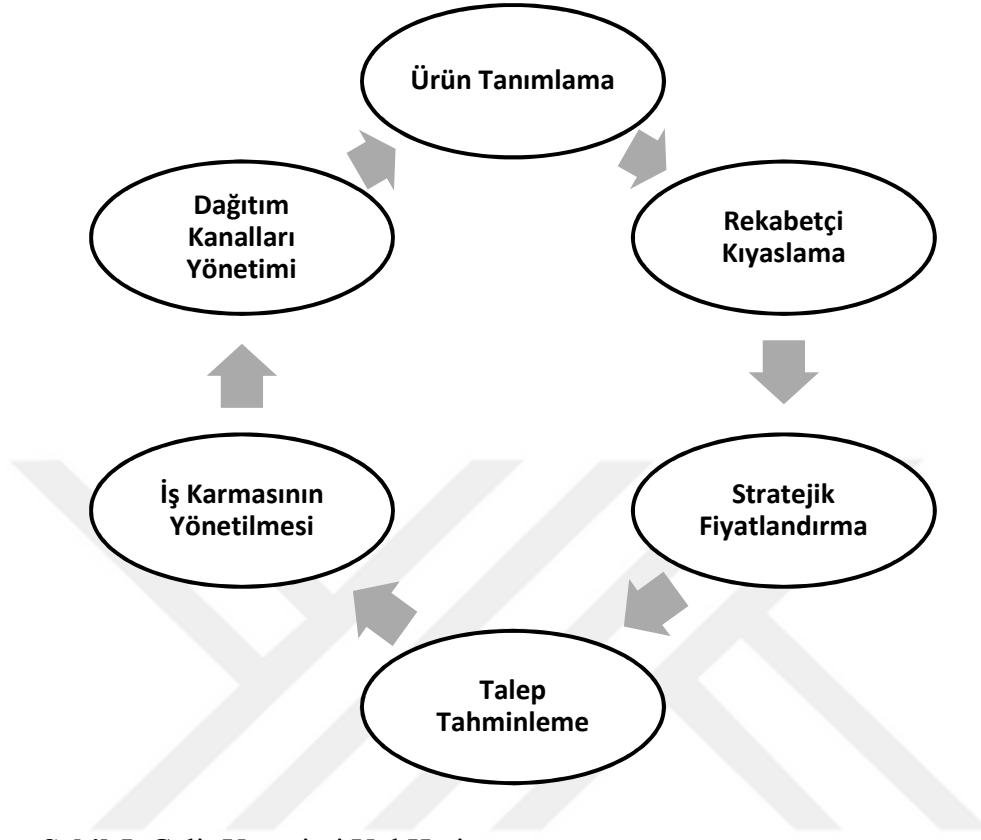 Ürün Tanımlama
Rekabetçi
Kıyaslama
Stratejik
Fiyatlandırma
Talep
Tahminleme
İş Karmasının
Yönetilmesi
Dağıtım
Kanalları
Yönetimi